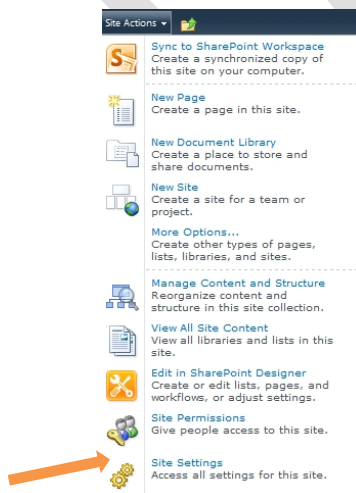 Site Actions
Sync to SharePoint Workspace
Create a synchronized copy of
this site on your computer.
New Page
Create a page in this site.
New Document Library
Create a place to store and
share documents.
New Site
Create a site for a team or
project.
More Options...
Create other types of pages,
lists, libraries, and sites.
Manage Content and Structure
Reorganize content and
structure in this site collection.
View All Site Content
View all libraries and lists in this
site.
Edit in SharePoint Designer
Create or edit lists, pages, and
workflows, or adjust settings.
Site Permissions
Give people access to this site.
Site Settings
Access all settings for this site.